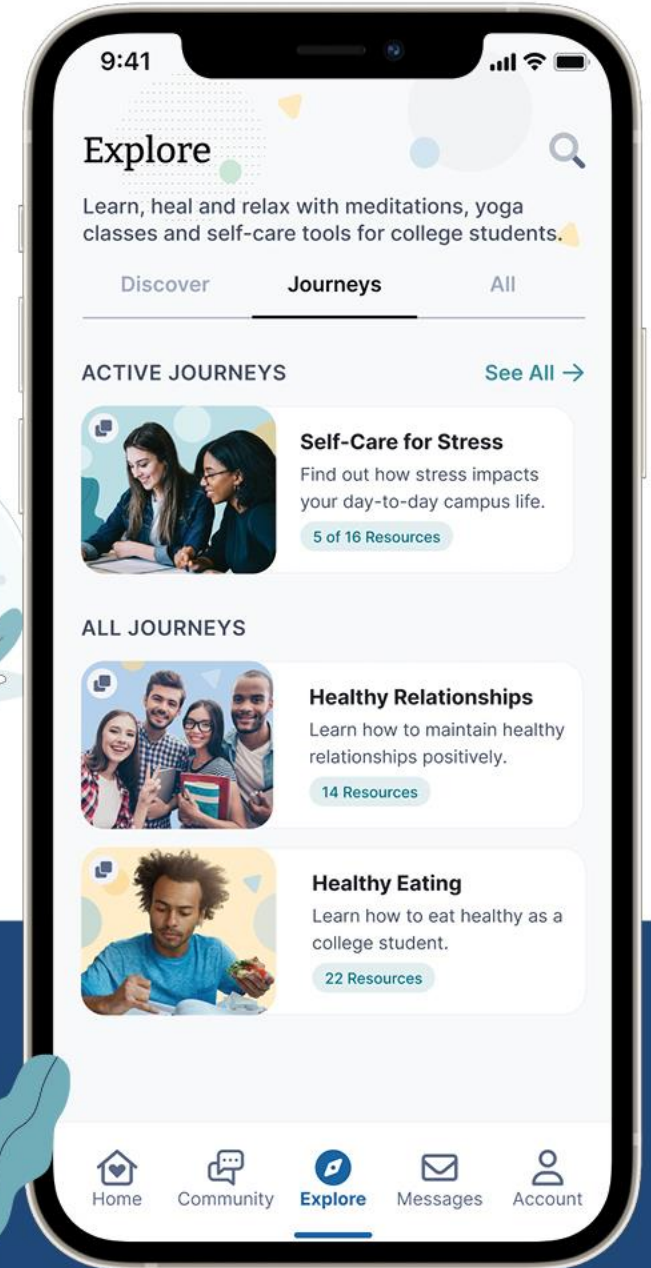 9:41
Explore
Learn, heal and relax with meditations, yoga
classes and self-care tools for college students.
Discover
Journeys
All
ACTIVE JOURNEYS
See All →
Self-Care for Stress
Find out how stress impacts
your day-to-day campus life.
5 of 16 Resources
ALL JOURNEYS
Healthy Relationships
Learn how to maintain healthy
relationships positively.
14 Resources
Healthy Eating
Learn how to eat healthy as a
college student.
22 Resources
Home
Community
Explore
Messages
Account